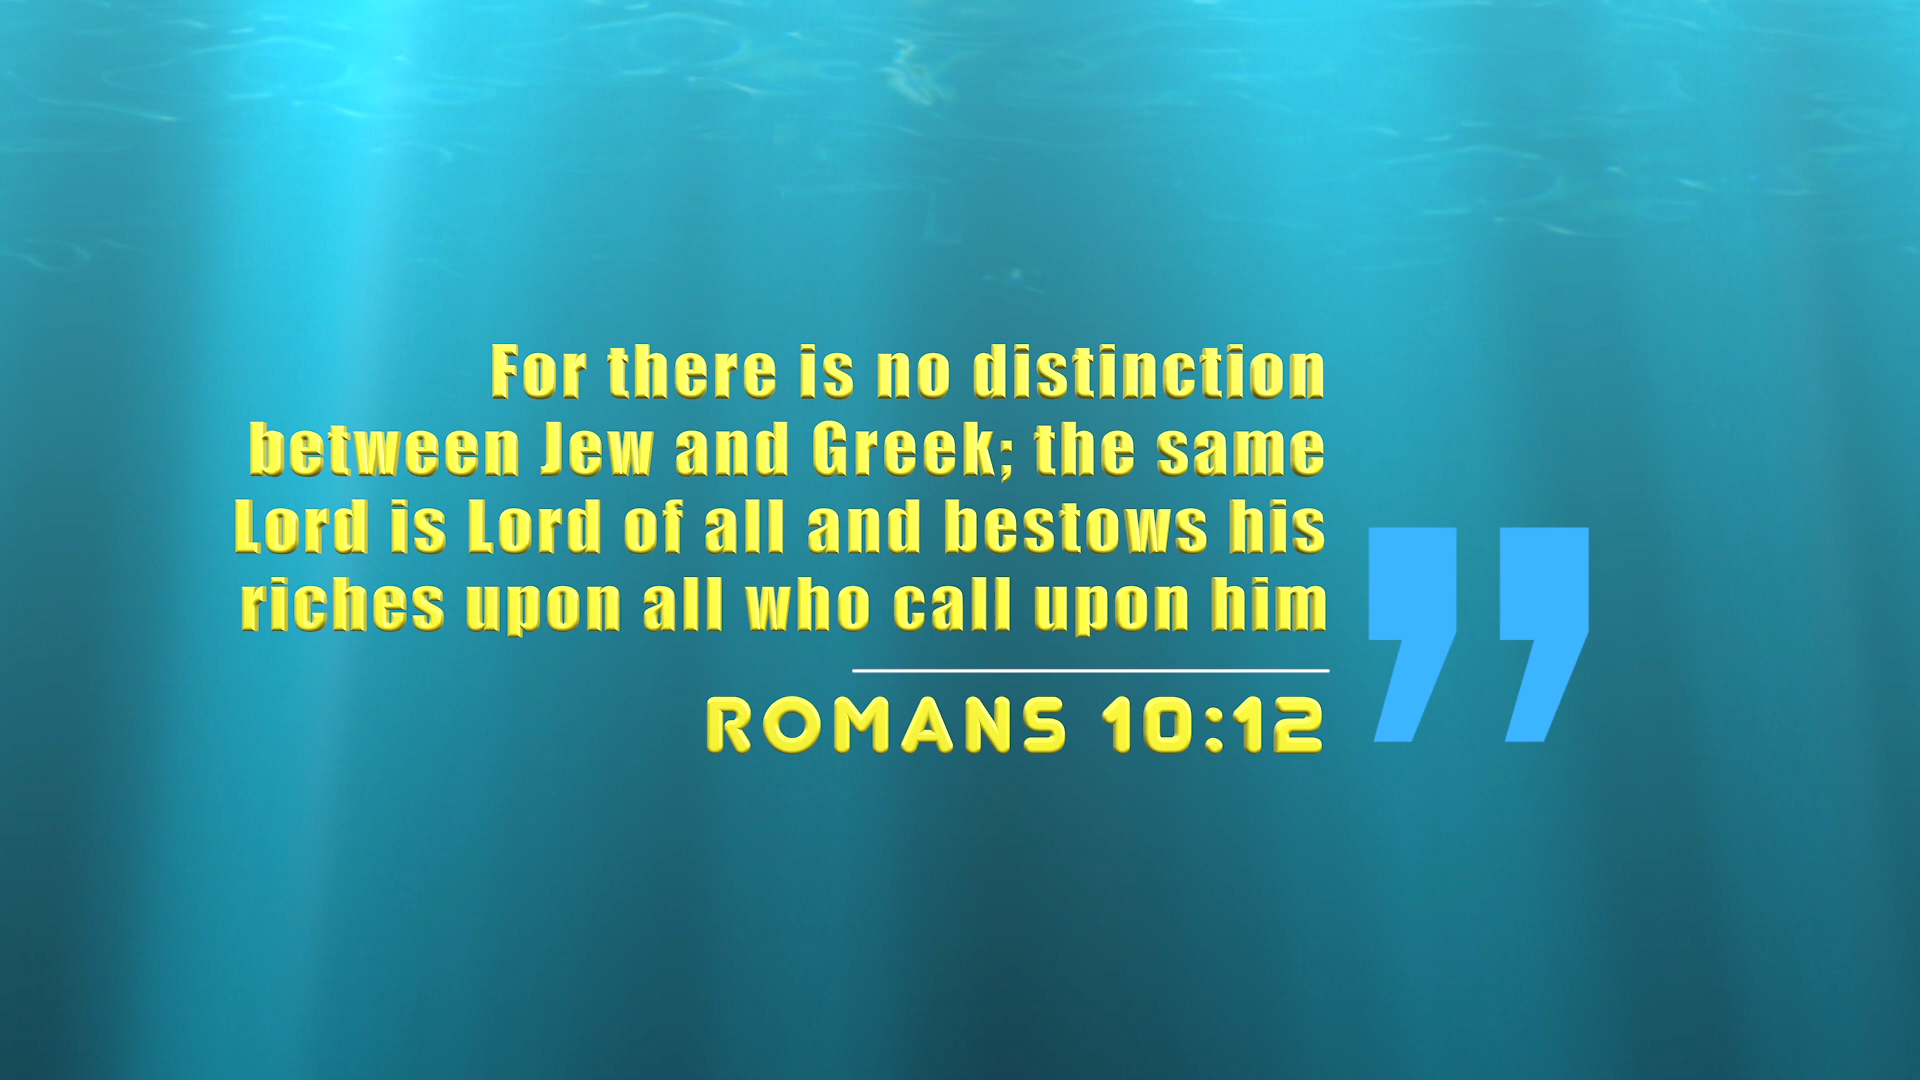 For there is no distinction
between Jew and Greek; the same
Lord is Lord of all and bestows his
riches upon all who call upon him
”
ROMANS 10:12